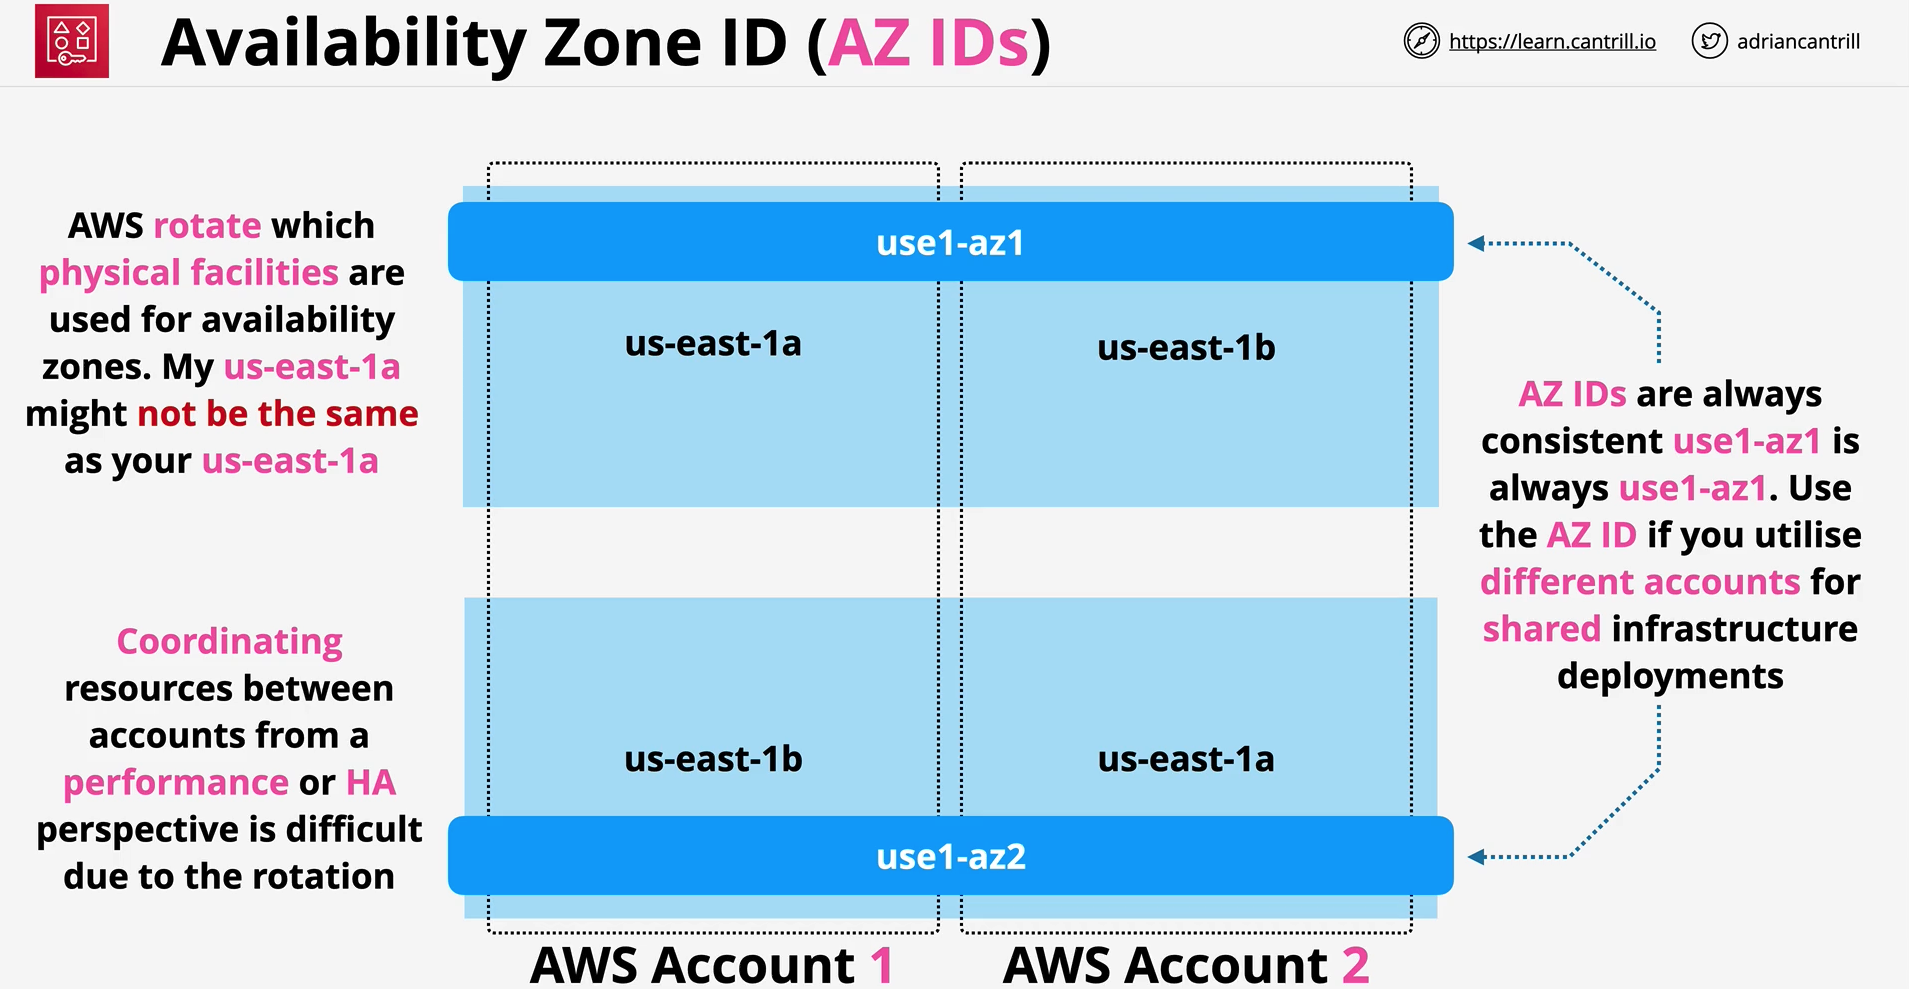 Availability Zone ID (AZ IDs)
https://learn.cantrill.io
adriancantrill
AWS rotate which
physical facilities are
used for availability
zones. My us-east-1a
might not be the same
as your us-east-1a
Coordinating
resources between
accounts from a
performance or HA
perspective is difficult
due to the rotation
use1-az1
us-east-1a
us-east-1b
us-east-1b
us-east-1a
use1-az2
AWS Account 1
AWS Account 2
AZ IDs are always
consistent use1-az1 is
always use1-az1. Use
the AZ ID if you utilise
different accounts for
shared infrastructure
deployments